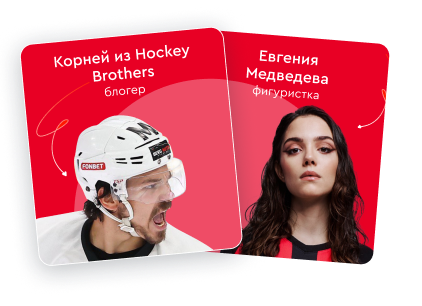 Корней из Hockey
Brothers
блогер
Евгения
Медведева
фигуристка
M
FONBET